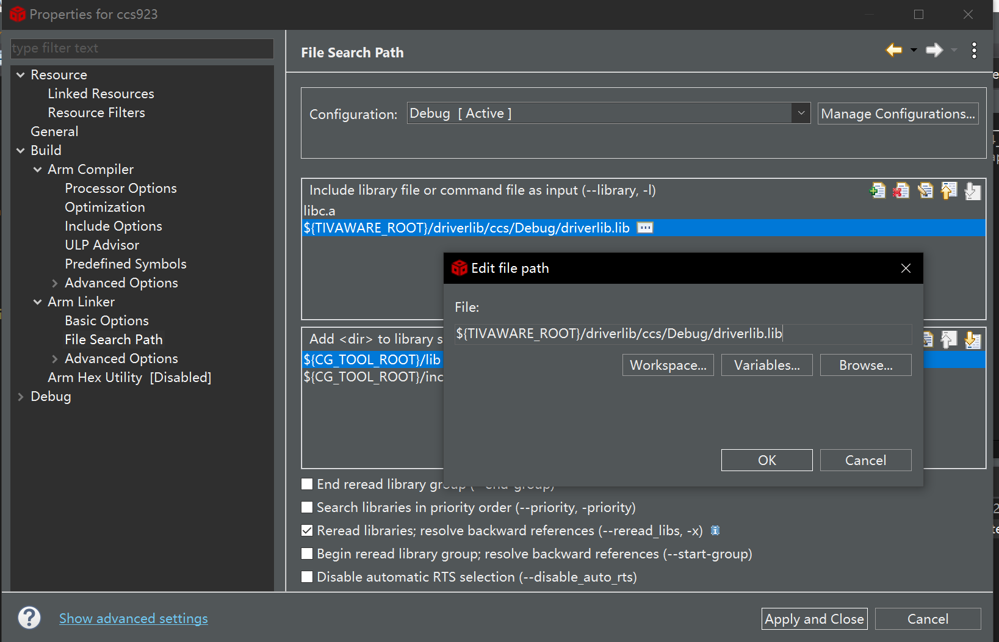 Properties for ccs923
type filter text
Resource
Linked Resources
Resource Filters
General
Build
Arm Compiler
Processor Options
Optimization
Include Options
ULP Advisor
Predefined Symbols
Advanced Options
Arm Linker
Basic Options
File Search Path
Advanced Options
Arm Hex Utility [Disabled]
Debug
File Search Path
Configuration: Debug [ Active ] Manage Configurations...
Include library file or command file as input (--library, -l)
libc.a
${TIVAWARE_ROOT}/driverlib/ccs/Debug/driverlib.lib
Edit file path
File:
${TIVAWARE_ROOT}/driverlib/ccs/Debug/driverlib.lib
Workspace... Variables... Browse...
OK Cancel
Add <dir> to library s
${CG_TOOL_ROOT}/lib
${CG_TOOL_ROOT}/inc
End reread library group (--end-group)
Search libraries in priority order (--priority, -priority)
Reread libraries; resolve backward references (--reread_libs, -x)
Begin reread library group; resolve backward references (--start-group)
Disable automatic RTS selection (--disable_auto_rts)
Show advanced settings
Apply and Close Cancel